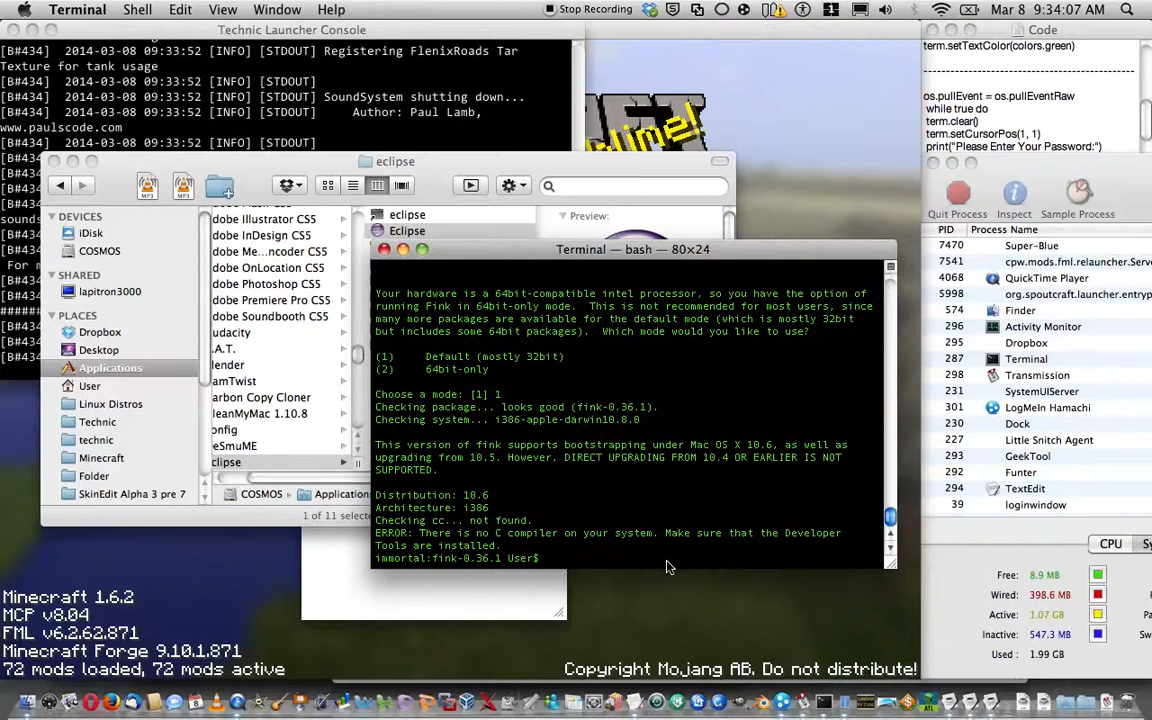 Terminal Shell Edit View Window Help
Stop Recording
Mar 8 9:34:07 AM
Technic Launcher Console
[B#434] 2014-03-08 09:33:52 [INFO] [STDOUT] Registering FlenixRoads Tar
Texture for tank usage
[B#434] 2014-03-08 09:33:52 [INFO] [STDOUT]
[B#434] 2014-03-08 09:33:52 [INFO] [STDOUT] SoundSystem shutting down...
[B#434] 2014-03-08 09:33:52 [INFO] [STDOUT] Author: Paul Lamb,
www.paulscode.com
[B#434] 2014-03-08 09:33:52 [INFO] [STDOUT]
Code
term.setTextColor(colors.green)
os.pullEvent = os.pullEventRaw
while true do
term.clear()
term.setCursorPos(1, 1)
print("Please Enter Your Password:")
eclipse
DEVICES
iDisk
COSMOS
SHARED
lapitron3000
PLACES
Dropbox
Desktop
Applications
User
Linux Distros
Technic
technic
Minecraft
Folder
SkinEdit Alpha 3 pre 7
dobe Illustrator CS5
dobe InDesign CS5
dobe OnLocation CS5
dobe Photoshop CS5
dobe Premiere Pro CS5
dobe Soundbooth CS5
udacity
.A.T.
lender
amTwist
arbon Copy Cloner
leanMyMac 1.10.8
onfig
eSmuME
clipse
eclipse
Eclipse
Preview:
COSMOS
Application
1 of 11 selecte
Terminal — bash — 80×24
Your hardware is a 64bit-compatible intel processor, so you have the option of
running Fink in 64bit-only mode. This is not recommended for most users, since
many more packages are available for the default mode (which is mostly 32bit
but includes some 64bit packages). Which mode would you like to use?
(1) Default (mostly 32bit)
(2) 64bit-only
Choose a mode: [1] 1
Checking package... looks good (fink-0.36.1).
Checking system... i386-apple-darwin10.8.0
This version of fink supports bootstrapping under Mac OS X 10.6, as well as
upgrading from 10.5. However, DIRECT UPGRADING FROM 10.4 OR EARLIER IS NOT
SUPPORTED.
Distribution: 10.6
Architecture: i386
Checking cc... not found.
ERROR: There is no C compiler on your system. Make sure that the Developer
Tools are installed.
immortal:fink-0.36.1 User$
Quit Process Inspect Sample Process
PID Process Name
7470 Super-Blue
7541 cpw.mods.fml.relauncher.Serve
4068 QuickTime Player
5998 org.spoutcraft.launcher.entryp
304 Finder
296 Activity Monitor
296 Dropbox
287 Terminal
238 Transmission
231 SystemUIServer
231 LogMeIn Hamachi
230 Dock
229 Little Snitch Agent
228 GeekTool
219 Funter
216 TextEdit
39 loginwindow
CPU Sy
Free: 8.9 MB
Wired: 398.6 MB
Active: 1.07 GB
Inactive: 547.3 MB
Used: 1.99 GB
Minecraft 1.6.2
MCP v8.04
FML v6.2.62.871
Minecraft Forge 9.10.1.871
72 mods loaded, 72 mods active
Copyright Mojang AB. Do not distribute!